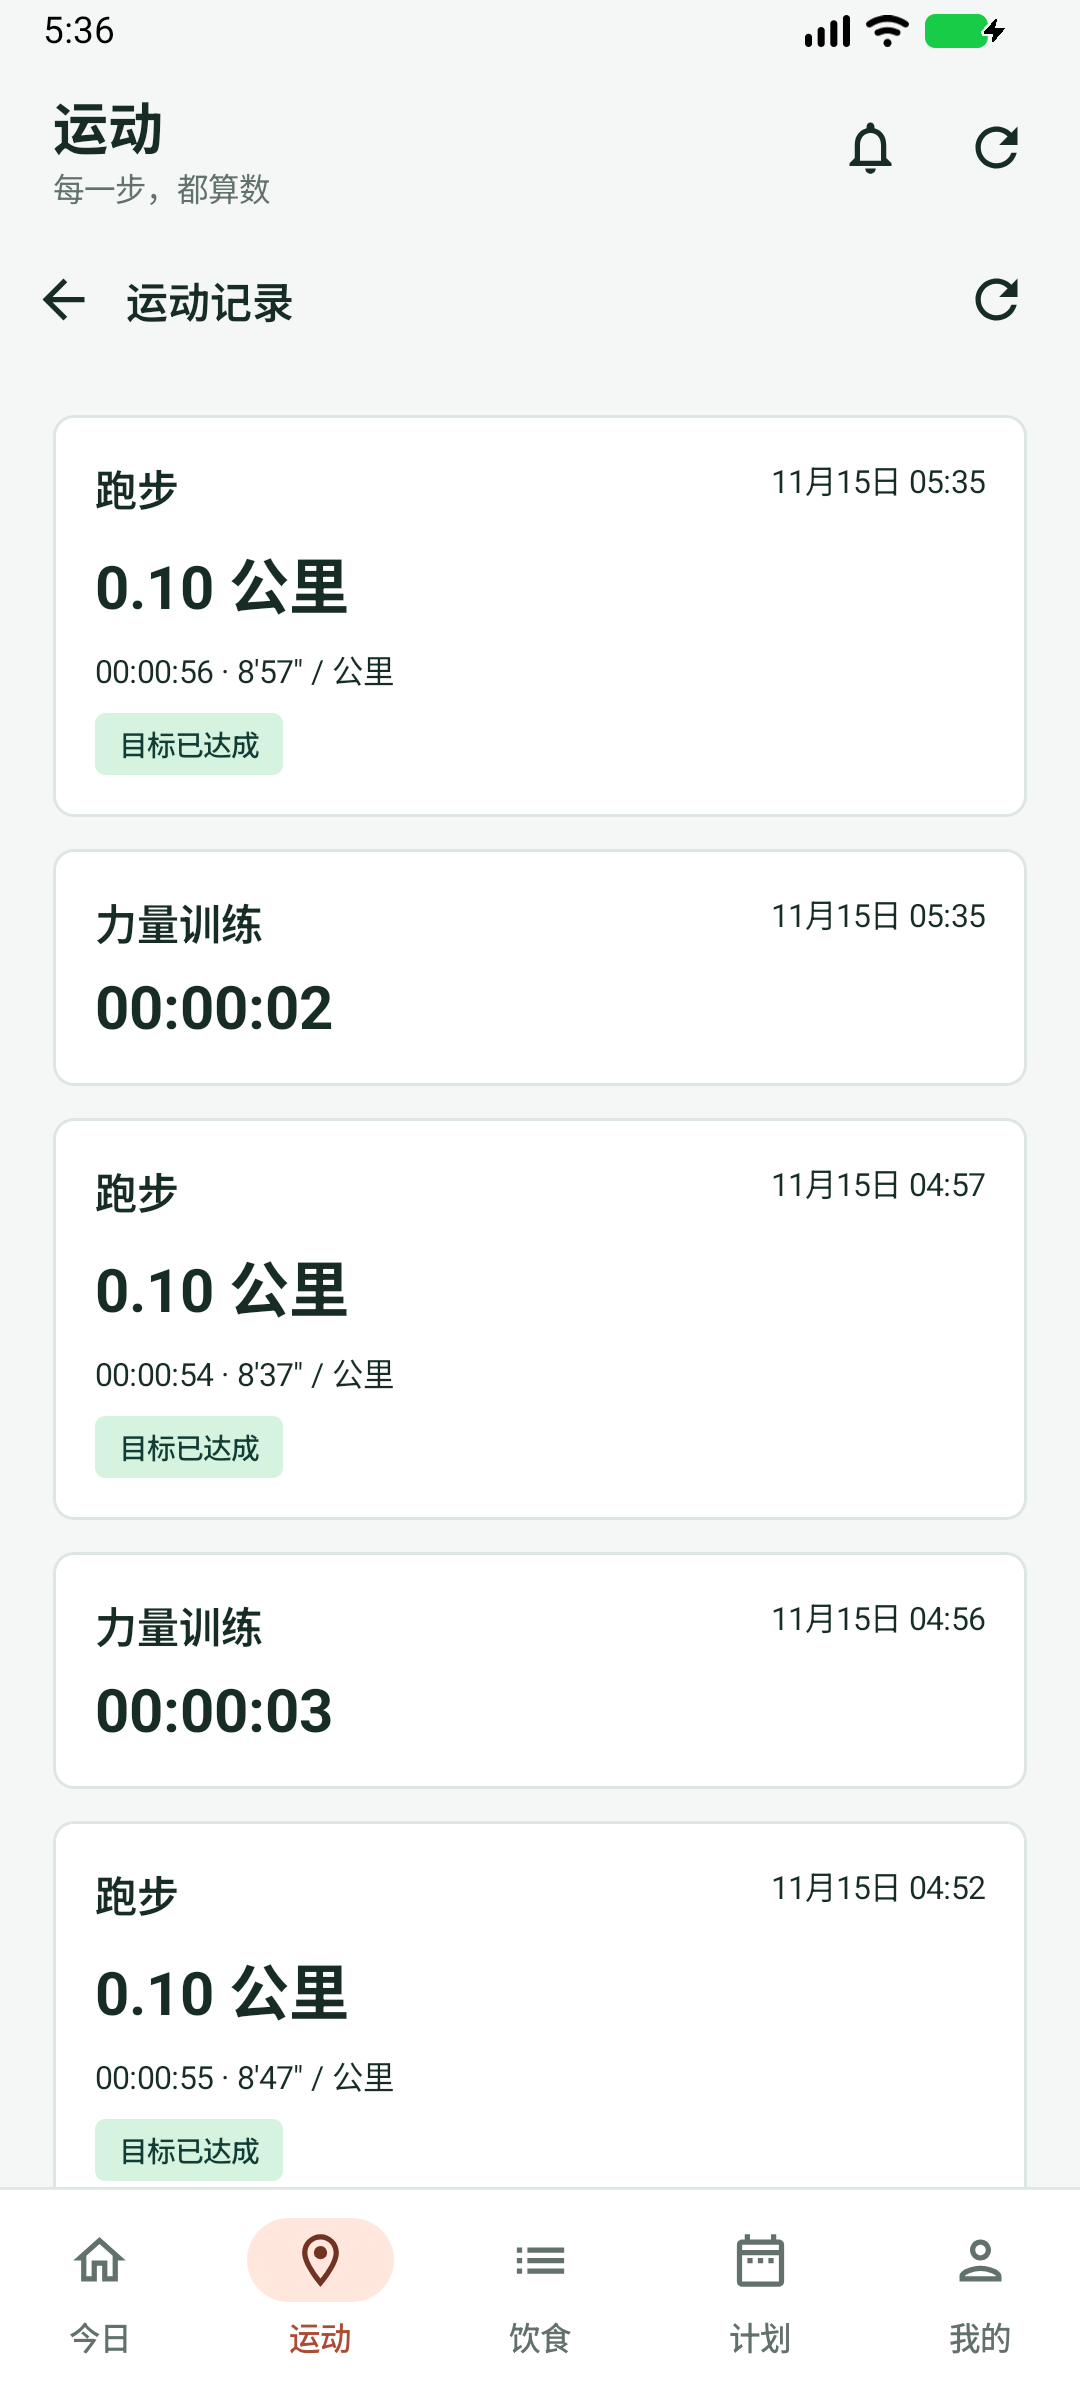 5:36
运动
每一步，都算数
运动记录
跑步
11月15日 05:35
0.10 公里
00:00:56 · 8'57" / 公里
目标已达成
力量训练
11月15日 05:35
00:00:02
跑步
11月15日 04:57
0.10 公里
00:00:54 · 8'37" / 公里
目标已达成
力量训练
11月15日 04:56
00:00:03
跑步
11月15日 04:52
0.10 公里
00:00:55 · 8'47" / 公里
目标已达成
今日
运动
饮食
计划
我的